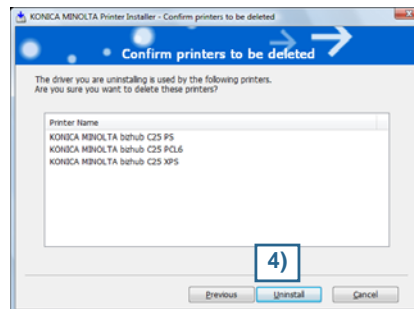 KONICA MINOLTA Printer Installer - Confirm printers to be deleted
Confirm printers to be deleted
The driver you are uninstalling is used by the following printers.
Are you sure you want to delete these printers?
Printer Name
KONICA MINOLTA bizhub C25 PS
KONICA MINOLTA bizhub C25 PCL6
KONICA MINOLTA bizhub C25 XPS
4)
Previous Uninstall Cancel